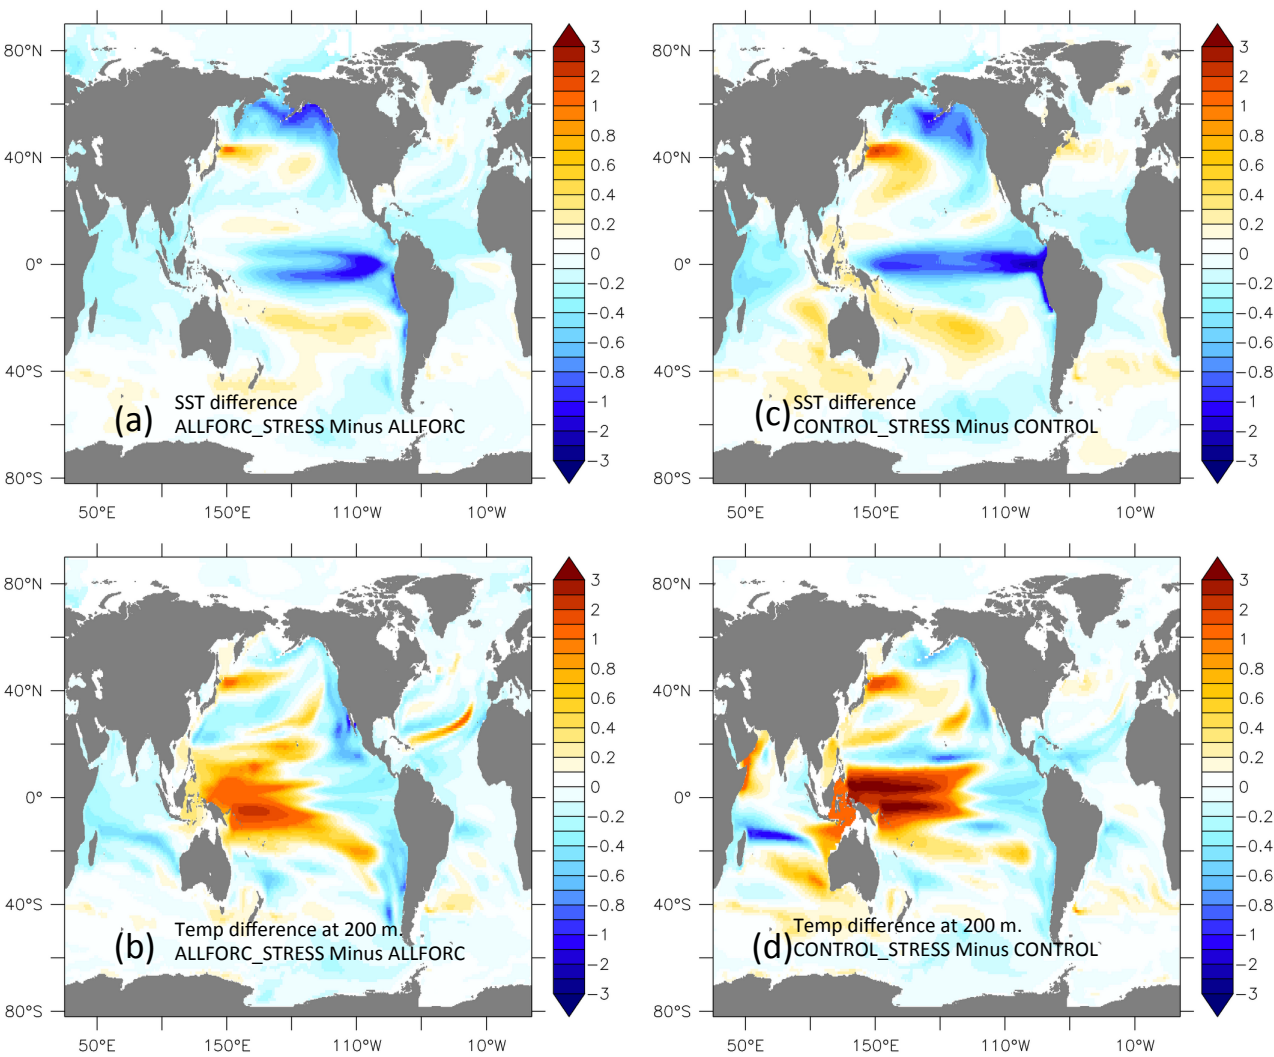 80°N
40°N
0°
40°S
80°S
50°E
150°E
110°W
10°W
3
2
1
0.8
0.6
0.4
0.2
0
−0.2
−0.4
−0.6
−0.8
−1
−2
−3
(a)
SST difference
ALLFORC_STRESS Minus ALLFORC
80°N
40°N
0°
40°S
80°S
50°E
150°E
110°W
10°W
3
2
1
0.8
0.6
0.4
0.2
0
−0.2
−0.4
−0.6
−0.8
−1
−2
−3
(c)
SST difference
CONTROL_STRESS Minus CONTROL
80°N
40°N
0°
40°S
80°S
50°E
150°E
110°W
10°W
3
2
1
0.8
0.6
0.4
0.2
0
−0.2
−0.4
−0.6
−0.8
−1
−2
−3
(b)
Temp difference at 200 m.
ALLFORC_STRESS Minus ALLFORC
80°N
40°N
0°
40°S
80°S
50°E
150°E
110°W
10°W
3
2
1
0.8
0.6
0.4
0.2
0
−0.2
−0.4
−0.6
−0.8
−1
−2
−3
(d)
Temp difference at 200 m.
CONTROL_STRESS Minus CONTROL